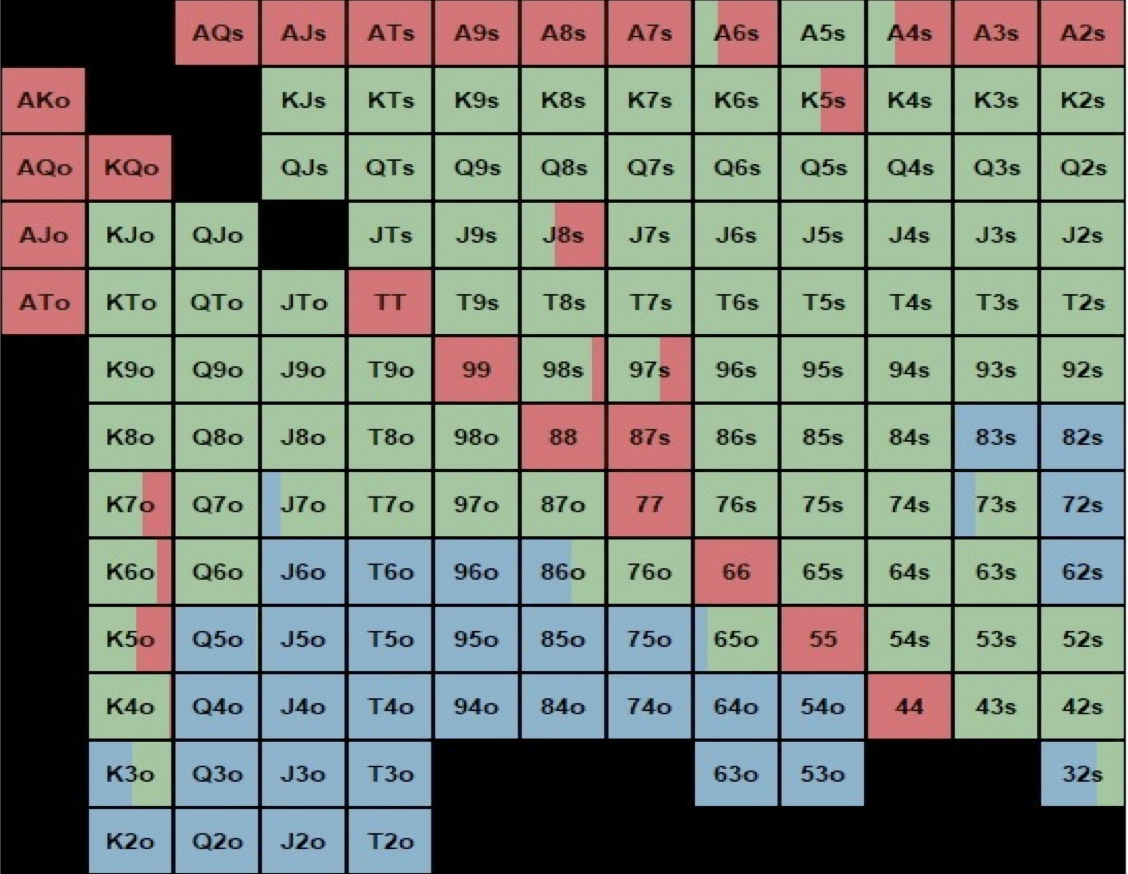 AQs AJs ATs A9s A8s A7s A6s A5s A4s A3s A2s
AKo KJs KTs K9s K8s K7s K6s K5s K4s K3s K2s
AQo KQo QJs QTs Q9s Q8s Q7s Q6s Q5s Q4s Q3s Q2s
AJo KJo QJo JTs J9s J8s J7s J6s J5s J4s J3s J2s
ATo KTo QTo JTo TT T9s T8s T7s T6s T5s T4s T3s T2s
K9o Q9o J9o T9o 99 98s 97s 96s 95s 94s 93s 92s
K8o Q8o J8o T8o 98o 88 87s 86s 85s 84s 83s 82s
K7o Q7o J7o T7o 97o 87o 77 76s 75s 74s 73s 72s
K6o Q6o J6o T6o 96o 86o 76o 66 65s 64s 63s 62s
K5o Q5o J5o T5o 95o 85o 75o 65o 55 54s 53s 52s
K4o Q4o J4o T4o 94o 84o 74o 64o 54o 44 43s 42s
K3o Q3o J3o T3o 63o 53o 32s
K2o Q2o J2o T2o